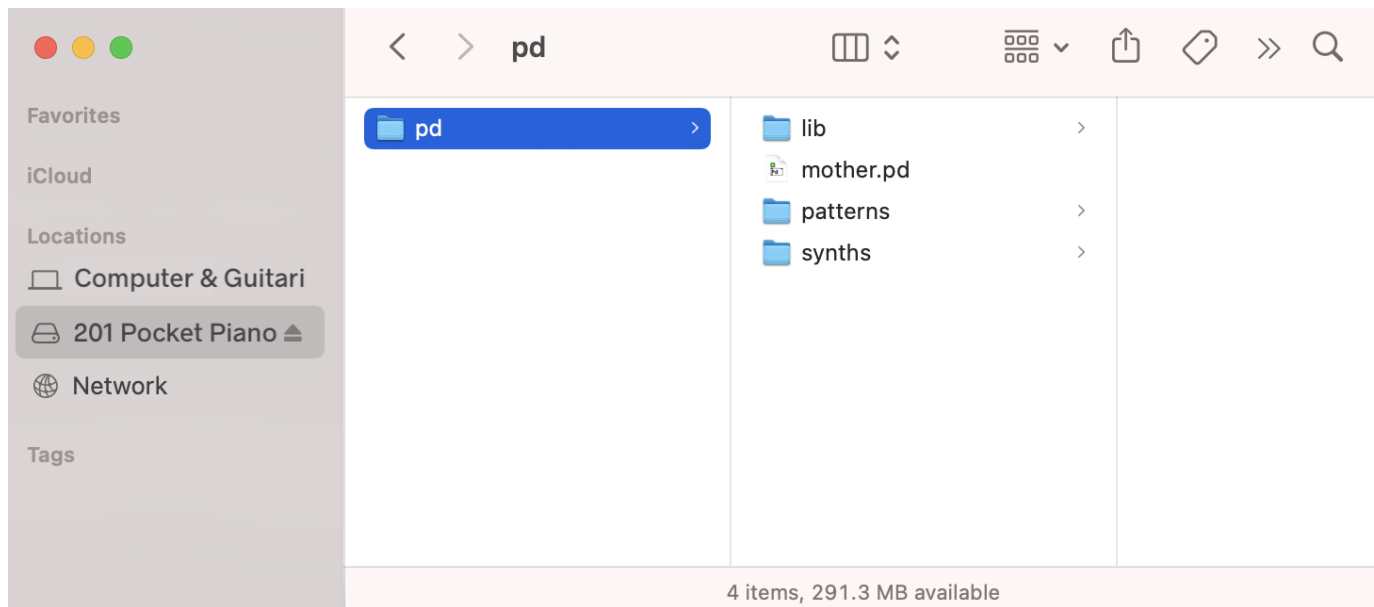 pd
Favorites
iCloud
Locations
Computer & Guitari
201 Pocket Piano
Network
Tags
pd
lib
mother.pd
patterns
synths
4 items, 291.3 MB available